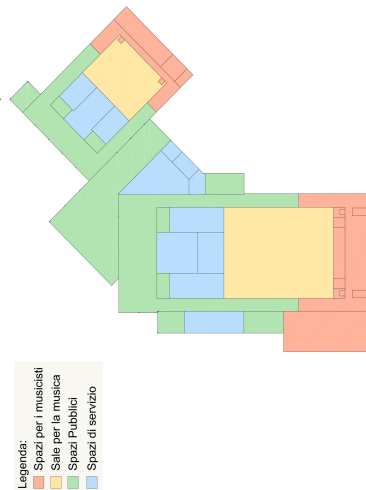 Legenda:
Spazi per i musicisti
Sale per la musica
Spazi Pubblici
Spazi di servizio